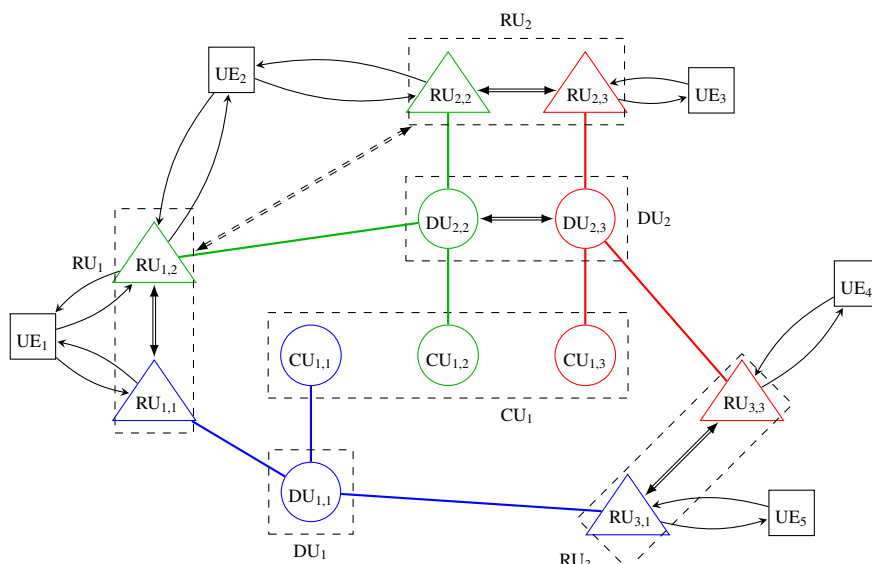 RU2
UE2
RU2,2
RU2,3
UE3
DU2,2
DU2,3
DU2
RU1
RU1,2
UE4
UE1
CU1,1
CU1,2
CU1,3
RU1,1
RU3,3
CU1
DU1,1
RU3,1
UE5
DU1